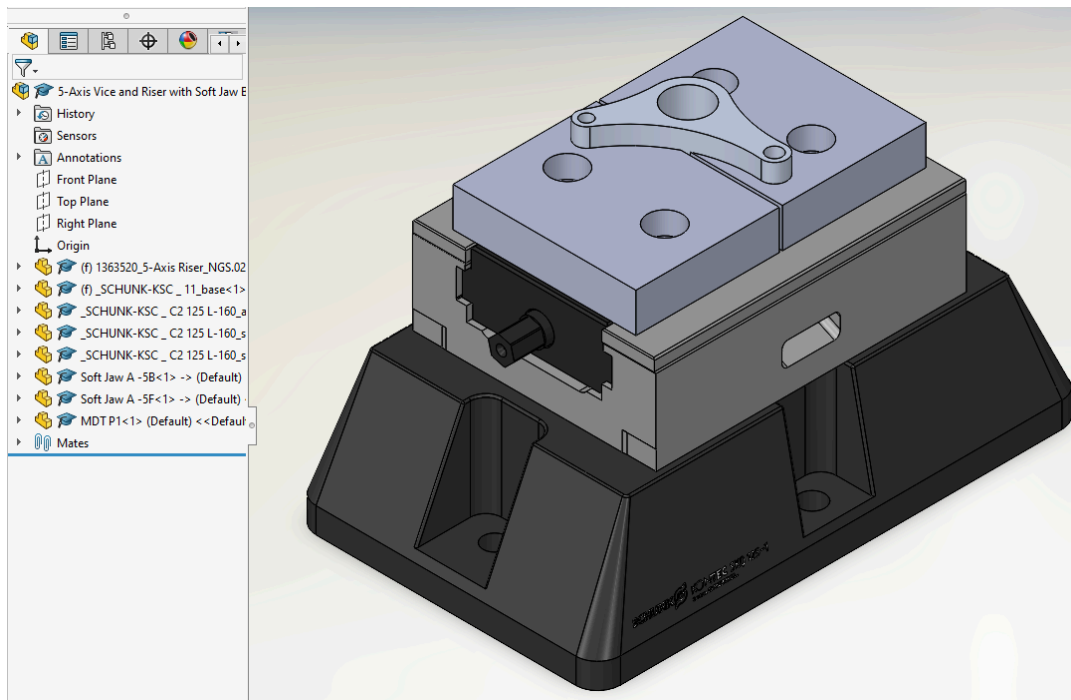 5-Axis Vice and Riser with Soft Jaw E
History
Sensors
A Annotations
Front Plane
Top Plane
Right Plane
Origin
(f) 1363520_5-Axis Riser_NGS.02
(f) _SCHUNK-KSC _ 11_base<1>
_SCHUNK-KSC _ C2 125 L-160_a
_SCHUNK-KSC _ C2 125 L-160_s
_SCHUNK-KSC _ C2 125 L-160_s
Soft Jaw A -5B<1> -> (Default)
Soft Jaw A -5F<1> -> (Default)
MDT P1<1> (Default) <<Defaul
Mates
SCHUNK